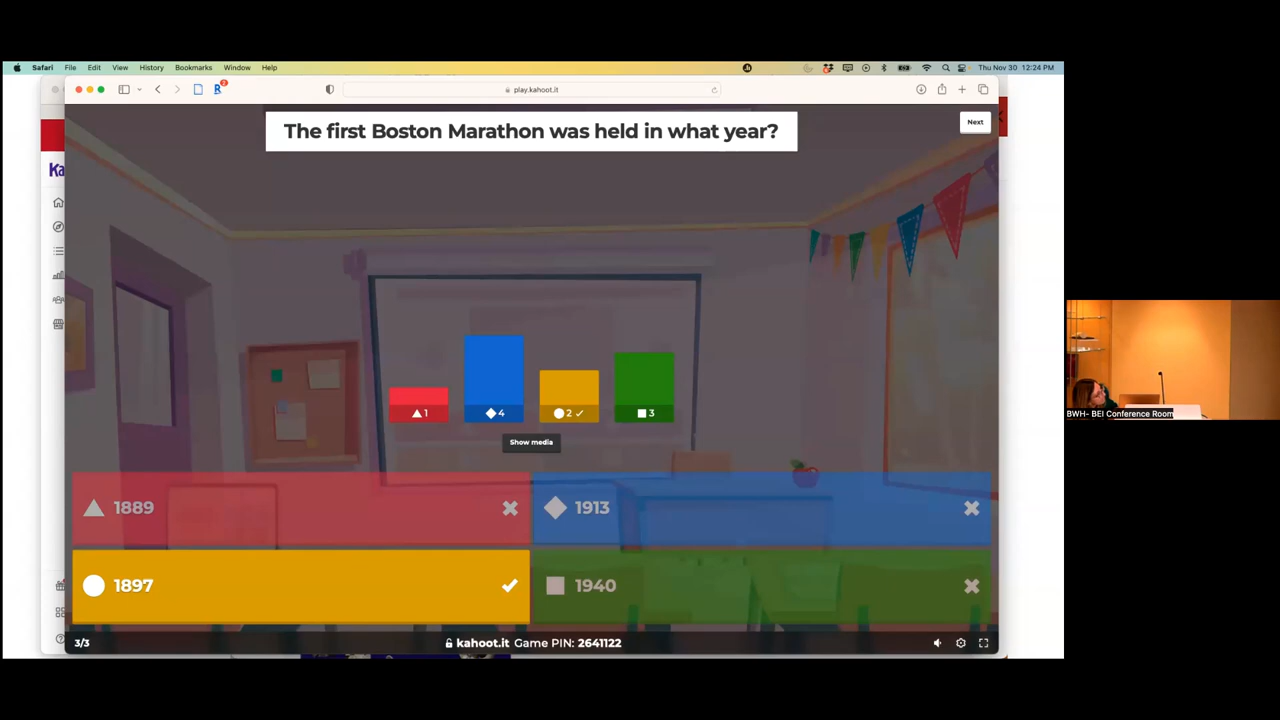 Safari File Edit View History Bookmarks Window Help Thu Nov 30 12:24 PM
play.kahoot.it
The first Boston Marathon was held in what year?
Next
Ka
1
4
2
3
Show media
1889
1913
1897
1940
3/3
kahoot.it Game PIN: 2641122
BWH- BEI Conference Room